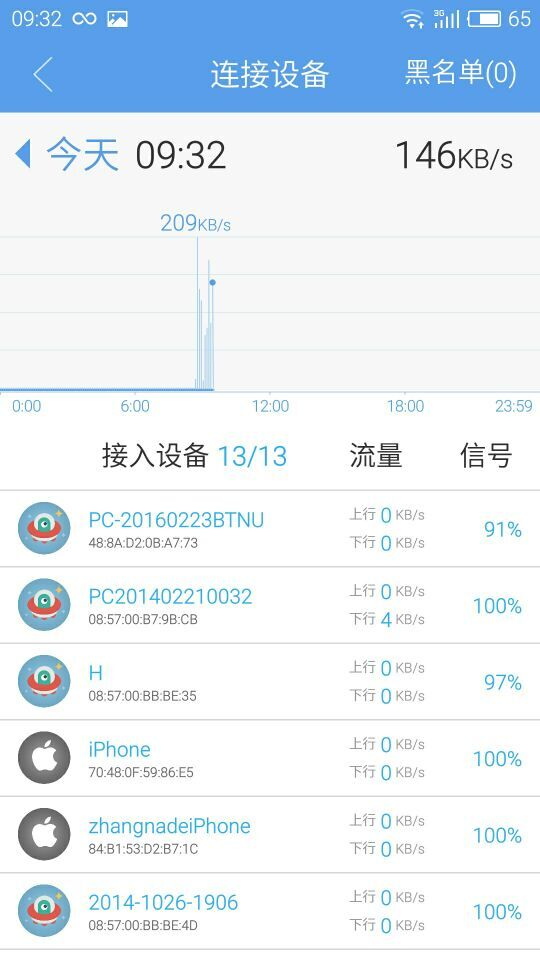 09:32 3G 65
连接设备 黑名单(0)
今天 09:32 146KB/s
209KB/s
0:00 6:00 12:00 18:00 23:59
接入设备 13/13 流量 信号
PC-20160223BTNU 上行 0 KB/s
48:8A:D2:0B:A7:73 下行 0 KB/s 91%
PC201402210032 上行 0 KB/s
08:57:00:B7:9B:CB 下行 4 KB/s 100%
H 上行 0 KB/s
08:57:00:BB:BE:35 下行 0 KB/s 97%
iPhone 上行 0 KB/s
70:48:0F:59:86:E5 下行 0 KB/s 100%
zhangnadeiPhone 上行 0 KB/s
84:B1:53:D2:B7:1C 下行 0 KB/s 100%
2014-1026-1906 上行 0 KB/s
08:57:00:BB:BE:4D 下行 0 KB/s 100%